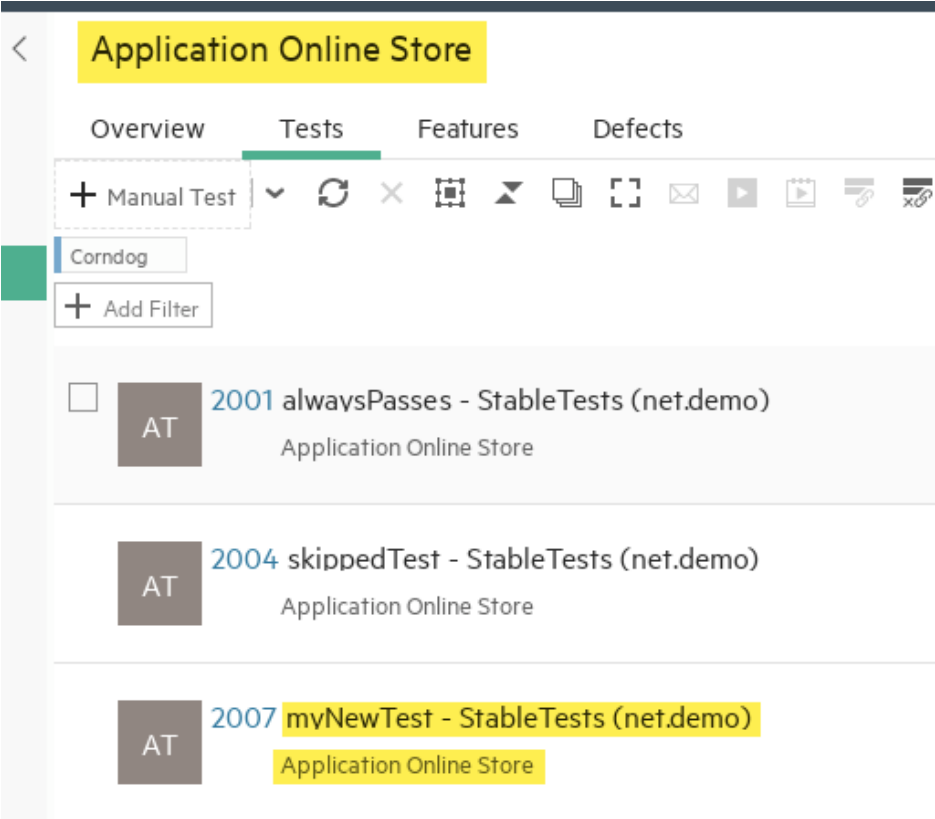 Application Online Store
Overview Tests Features Defects
Manual Test
Corndog
Add Filter
2001 alwaysPasses - StableTests (net.demo)
AT
Application Online Store
2004 skippedTest - StableTests (net.demo)
AT
Application Online Store
2007 myNewTest - StableTests (net.demo)
AT
Application Online Store